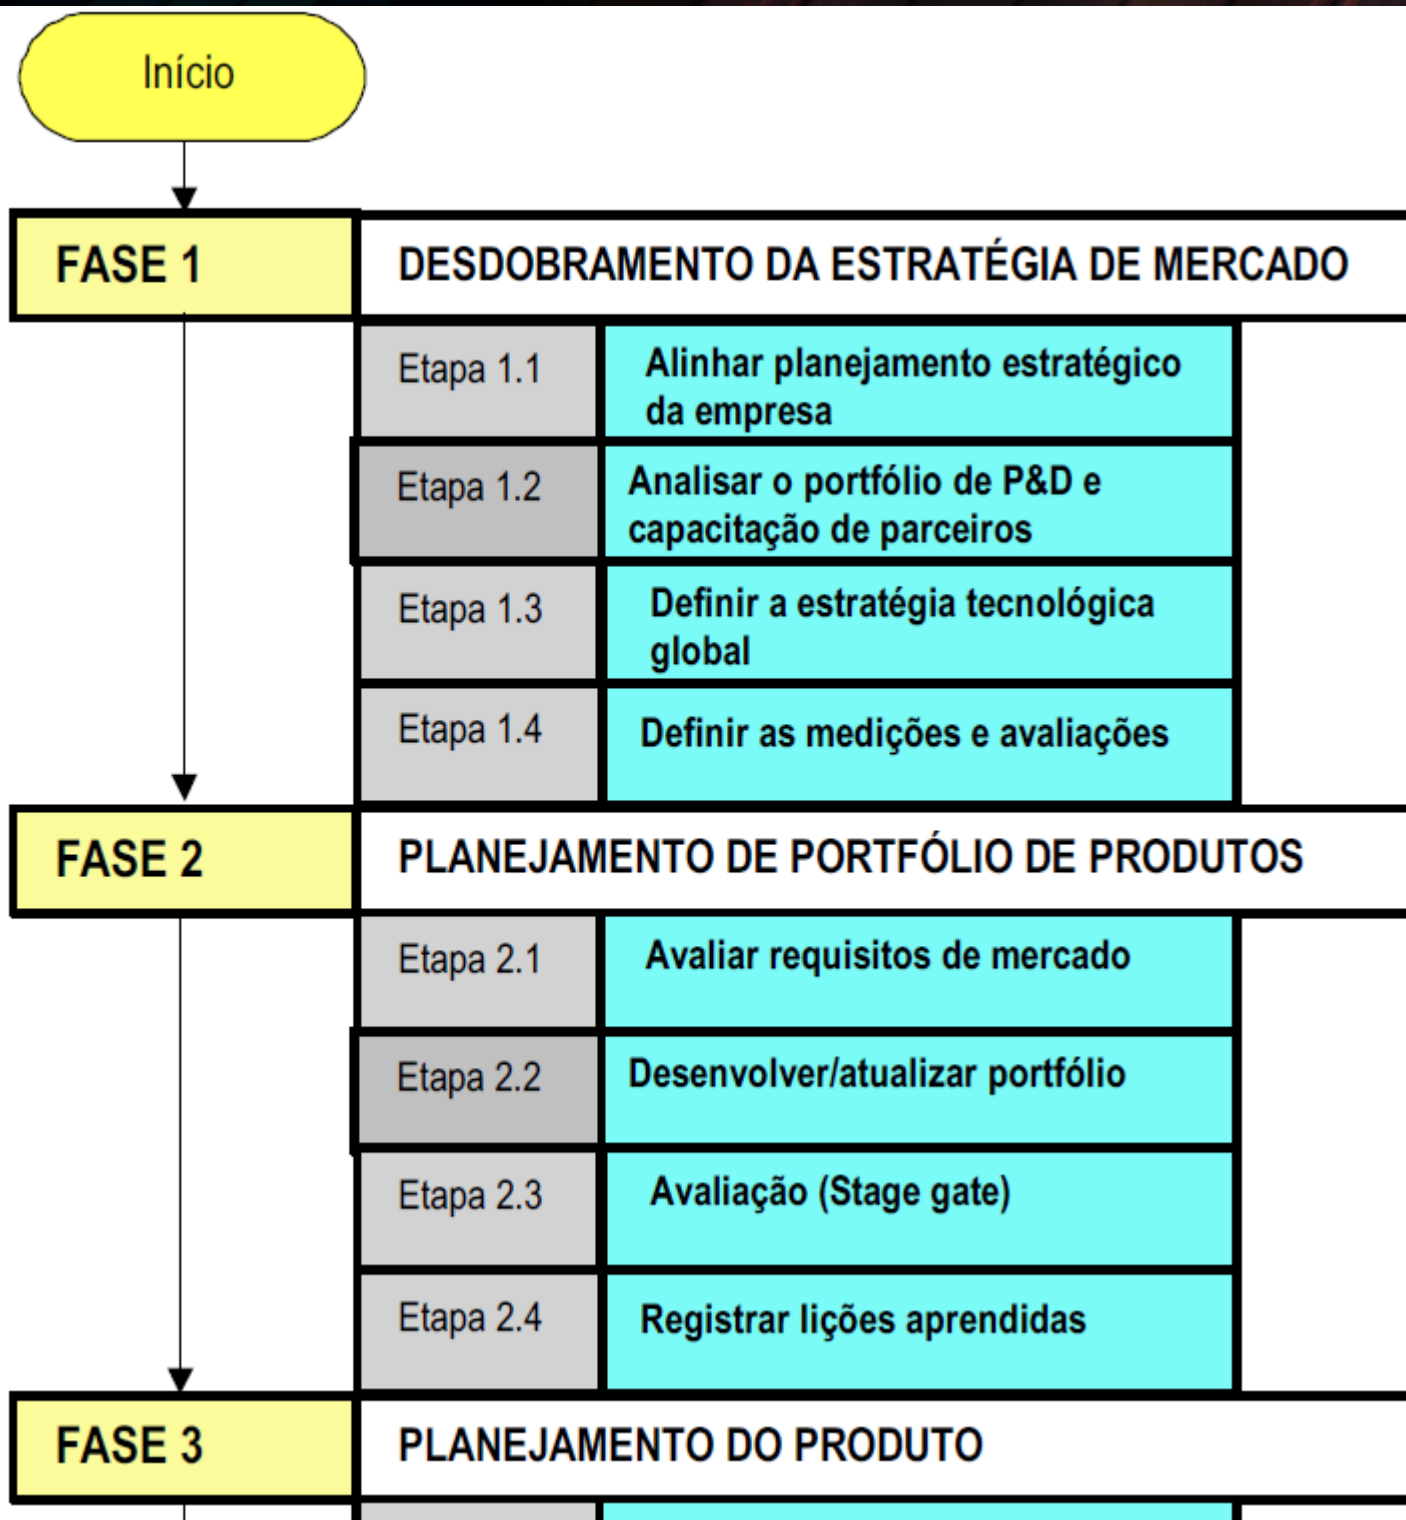 Início
FASE 1
DESDOBRAMENTO DA ESTRATÉGIA DE MERCADO
Etapa 1.1
Alinhar planejamento estratégico
da empresa
Etapa 1.2
Analisar o portfólio de P&D e
capacitação de parceiros
Etapa 1.3
Definir a estratégia tecnológica
global
Etapa 1.4
Definir as medições e avaliações
FASE 2
PLANEJAMENTO DE PORTFÓLIO DE PRODUTOS
Etapa 2.1
Avaliar requisitos de mercado
Etapa 2.2
Desenvolver/atualizar portfólio
Etapa 2.3
Avaliação (Stage gate)
Etapa 2.4
Registrar lições aprendidas
FASE 3
PLANEJAMENTO DO PRODUTO